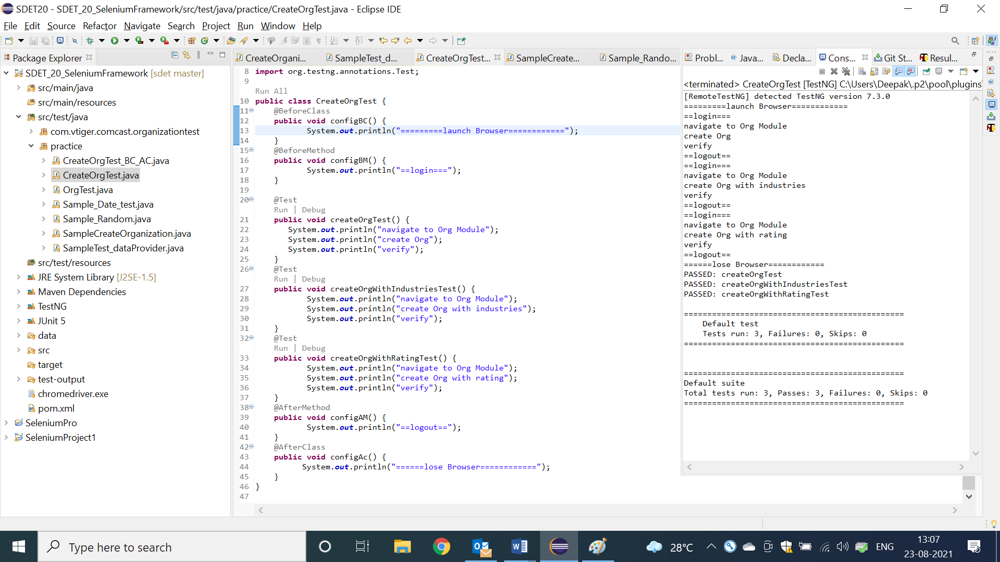 SDET20 - SDET_20_SeleniumFramework/src/test/java/practice/CreateOrgTest.java - Eclipse IDE
File Edit Source Refactor Navigate Search Project Run Window Help
Package Explorer
SDET_20_SeleniumFramework [sdet master]
src/main/java
src/main/resources
src/test/java
com.vtiger.comcast.organizationtest
practice
CreateOrgTest_BC_AC.java
CreateOrgTest.java
OrgTest.java
Sample_Date_test.java
Sample_Random.java
SampleCreateOrganization.java
SampleTest_dataProvider.java
src/test/resources
JRE System Library [J2SE-1.5]
Maven Dependencies
TestNG
JUnit 5
data
src
target
test-output
chromedriver.exe
pom.xml
SeleniumPro
SeleniumProject1
CreateOrgani... SampleTest_d... CreateOrgTest... SampleCreate... Sample_Rando...
8 import org.testng.annotations.Test;
9
Run All
10 public class CreateOrgTest {
11 @BeforeClass
12 public void configBC() {
13 System.out.println("=========launch Browser============");
14 }
15 @BeforeMethod
16 public void configBM() {
17 System.out.println("==login===");
18 }
19
20 @Test
Run | Debug
21 public void createOrgTest() {
22 System.out.println("navigate to Org Module");
23 System.out.println("create Org");
24 System.out.println("verify");
25 }
26 @Test
Run | Debug
27 public void createOrgWithIndustriesTest() {
28 System.out.println("navigate to Org Module");
29 System.out.println("create Org with industries");
30 System.out.println("verify");
31 }
32 @Test
Run | Debug
33 public void createOrgWithRatingTest() {
34 System.out.println("navigate to Org Module");
35 System.out.println("create Org with rating");
36 System.out.println("verify");
37 }
38 @AfterMethod
39 public void configAM() {
40 System.out.println("==logout==");
41 }
42 @AfterClass
43 public void configAc() {
44 System.out.println("======lose Browser============");
45 }
46 }
47
Probl... Java... Decla... Cons... Git St... Resul...
<terminated> CreateOrgTest [TestNG] C:\Users\Deepak\.p2\pool\plugins\
[RemoteTestNG] detected TestNG version 7.3.0
=========launch Browser============
==login===
navigate to Org Module
create Org
verify
==logout==
==login===
navigate to Org Module
create Org with industries
verify
==logout==
==login===
navigate to Org Module
create Org with rating
verify
==logout==
======lose Browser============
PASSED: createOrgTest
PASSED: createOrgWithIndustriesTest
PASSED: createOrgWithRatingTest
===============================================
Default test
Tests run: 3, Failures: 0, Skips: 0
===============================================
===============================================
Default suite
Total tests run: 3, Passes: 3, Failures: 0, Skips: 0
===============================================
Type here to search
28°C
ENG
13:07
23-08-2021